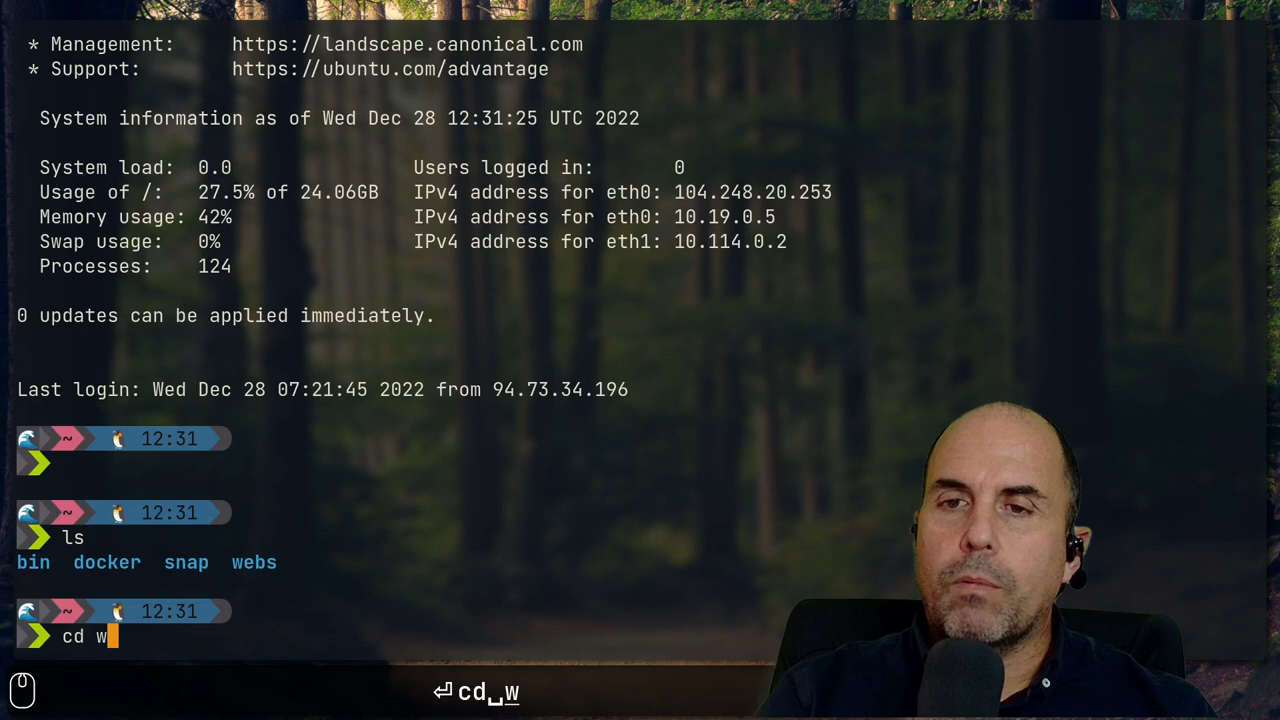 * Management:     https://landscape.canonical.com
* Support:        https://ubuntu.com/advantage
System information as of Wed Dec 28 12:31:25 UTC 2022
System load:  0.0                Users logged in:       0
Usage of /:   27.5% of 24.06GB   IPv4 address for eth0: 104.248.20.253
Memory usage: 42%                IPv4 address for eth0: 10.19.0.5
Swap usage:   0%                 IPv4 address for eth1: 10.114.0.2
Processes:    124
0 updates can be applied immediately.
Last login: Wed Dec 28 07:21:45 2022 from 94.73.34.196
~ 12:31
~ 12:31
ls
bin  docker  snap  webs
~ 12:31
cd w
⏎ cd␣w